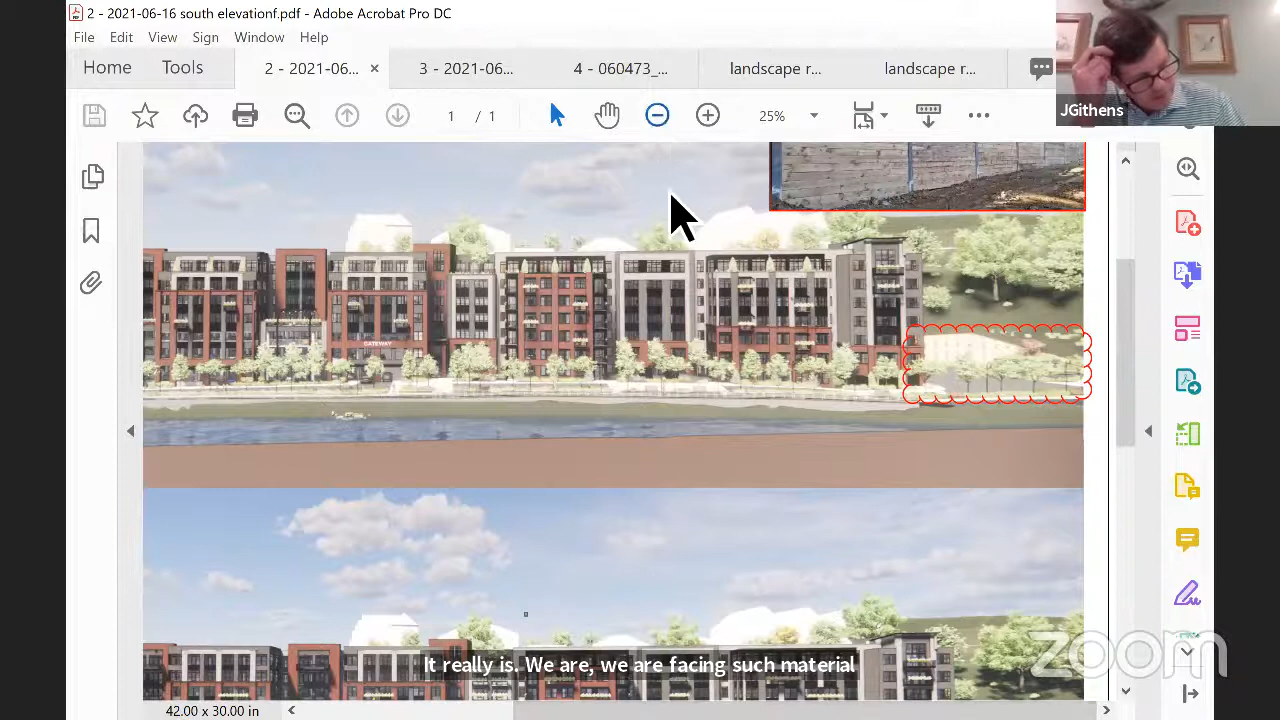 2 - 2021-06-16 south elevationf.pdf - Adobe Acrobat Pro DC
File Edit View Sign Window Help
Home Tools 2 - 2021-06... × 3 - 2021-06... 4 - 060473_... landscape r... landscape r...
JGithens
1 / 1 25%
GATEWAY
It really is. We are, we are facing such material
zoom
42.00 x 30.00 in